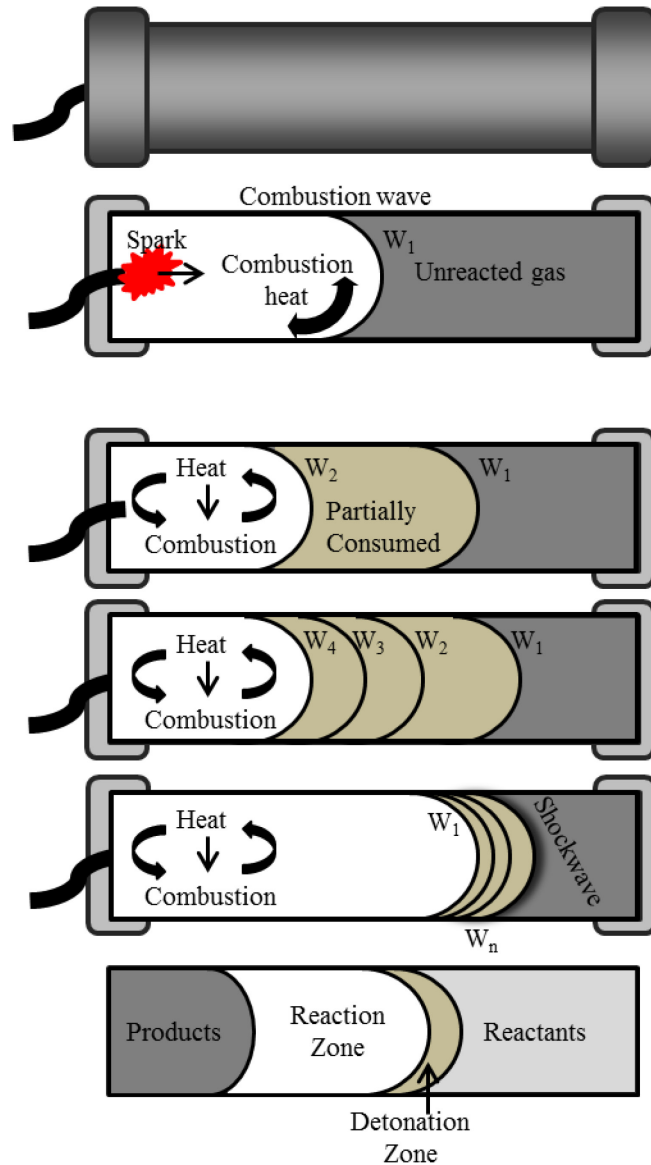 Combustion wave
Spark
W₁
Combustion
heat
Unreacted gas
Heat
Combustion
W₂
W₁
Partially
Consumed
Heat
Combustion
W₄
W₃
W₂
W₁
Heat
Combustion
W₁
Shockwave
Wₙ
Products
Reaction
Zone
Reactants
Detonation
Zone